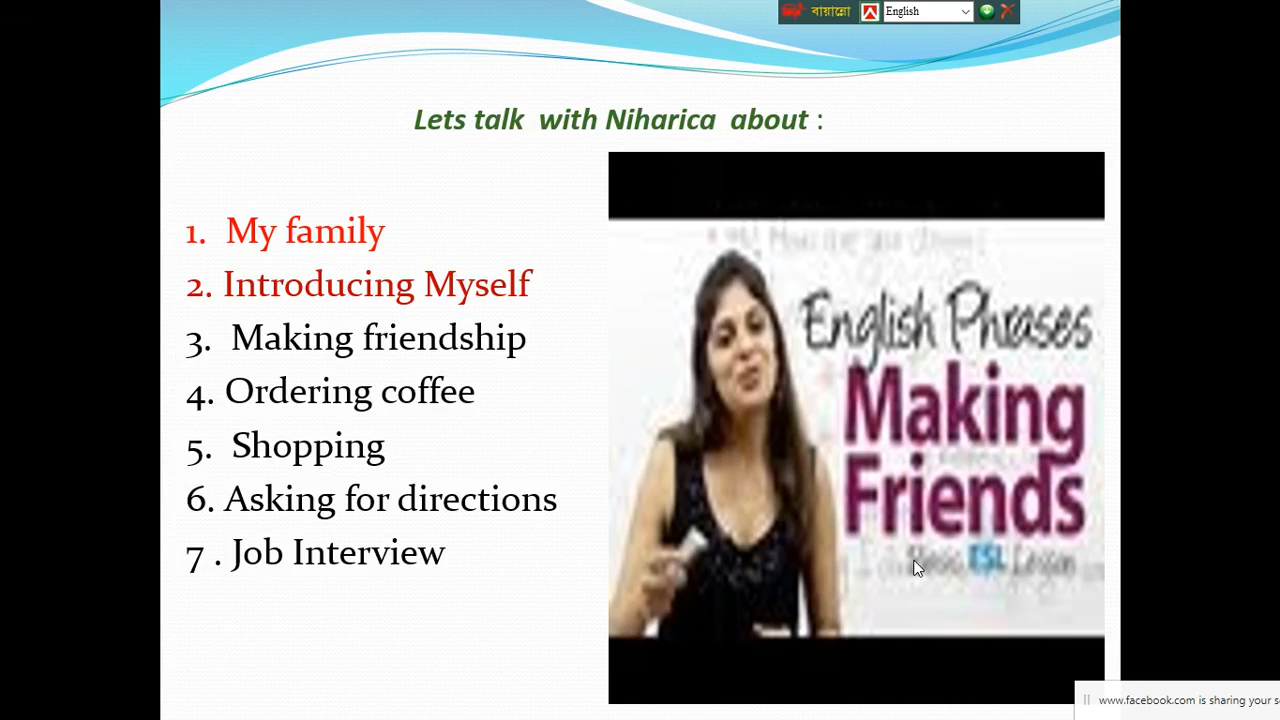 বায়ান্নো English
Lets talk with Niharica about :
1. My family
2. Introducing Myself
3. Making friendship
4. Ordering coffee
5. Shopping
6. Asking for directions
7 . Job Interview
English Phrases
Making
Friends
ESL Lesson
www.facebook.com is sharing your s